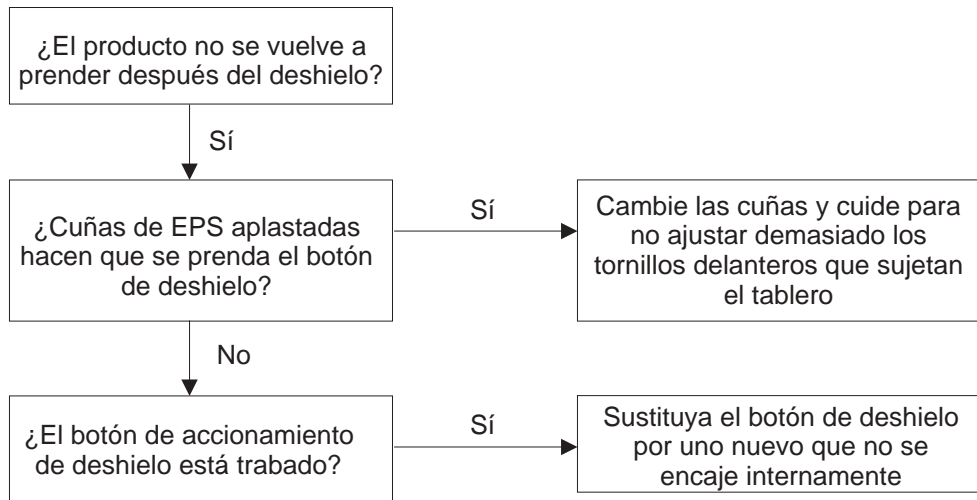 ¿El producto no se vuelve a
prender después del deshielo?
Sí
¿Cuñas de EPS aplastadas
hacen que se prenda el botón
de deshielo?
Sí
Cambie las cuñas y cuide para
no ajustar demasiado los
tornillos delanteros que sujetan
el tablero
No
¿El botón de accionamiento
de deshielo está trabado?
Sí
Sustituya el botón de deshielo
por uno nuevo que no se
encaje internamente